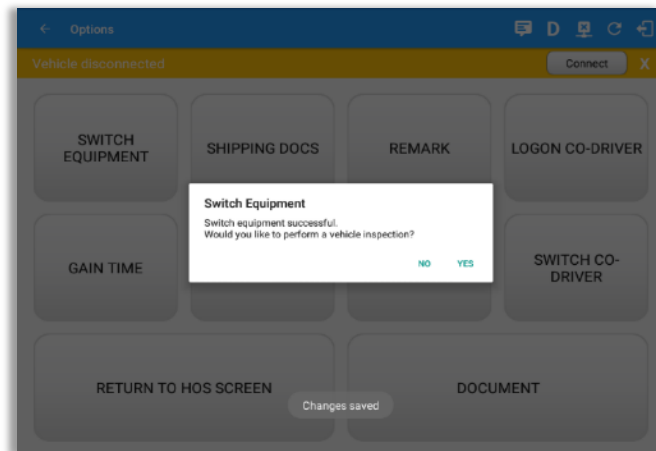 Options
D
Vehicle disconnected
Connect
X
SWITCH
EQUIPMENT
SHIPPING DOCS
REMARK
LOGON CO-DRIVER
Switch Equipment
Switch equipment successful.
Would you like to perform a vehicle inspection?
NO
YES
GAIN TIME
SWITCH CO-
DRIVER
RETURN TO HOS SCREEN
DOCUMENT
Changes saved